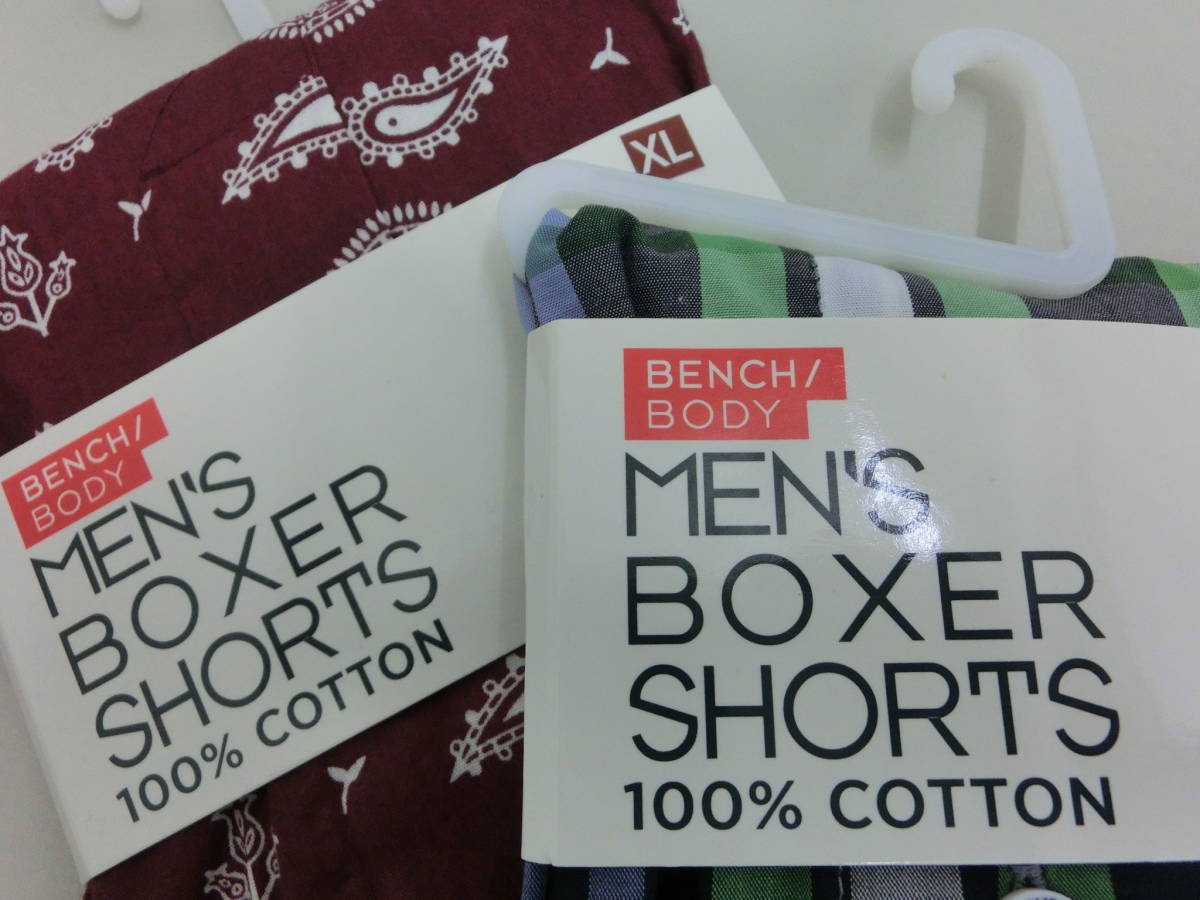 XL
BENCH/
BODY
MEN'S
BOXER
SHORTS
100% COTTON
BENCH/
BODY
MEN'S
BOXER
SHORTS
100% COTTON